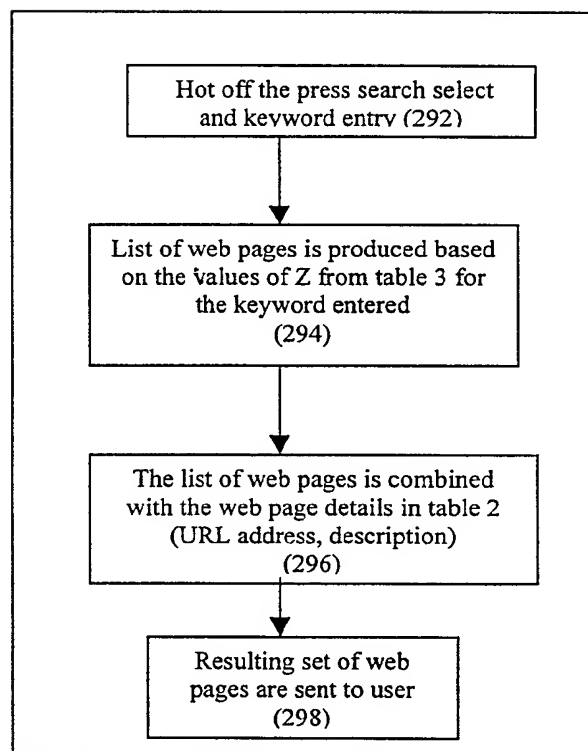 Hot off the press search select
and keyword entry (292)
List of web pages is produced based
on the values of Z from table 3 for
the keyword entered
(294)
The list of web pages is combined
with the web page details in table 2
(URL address, description)
(296)
Resulting set of web
pages are sent to user
(298)